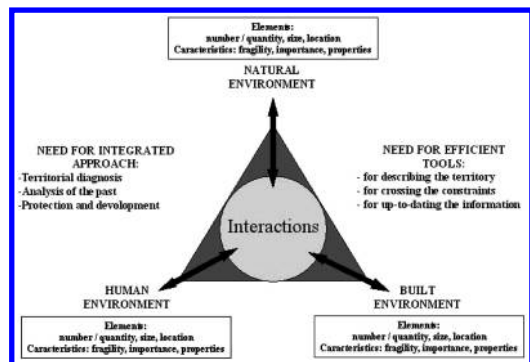 Elements:
number / quantity, size, location
Caracteristics: fragility, importance, properties
NATURAL
ENVIRONMENT
NEED FOR INTEGRATED
APPROACH:
-Territorial diagnosis
-Analysis of the past
-Protection and development
NEED FOR EFFICIENT
TOOLS:
- for describing the territory
- for crossing the constraints
- for up-to-dating the information
Interactions
HUMAN
ENVIRONMENT
Elements:
number / quantity, size, location
Caracteristics: fragility, importance, properties
BUILT
ENVIRONMENT
Elements:
number / quantity, size, location
Caracteristics: fragility, importance, properties